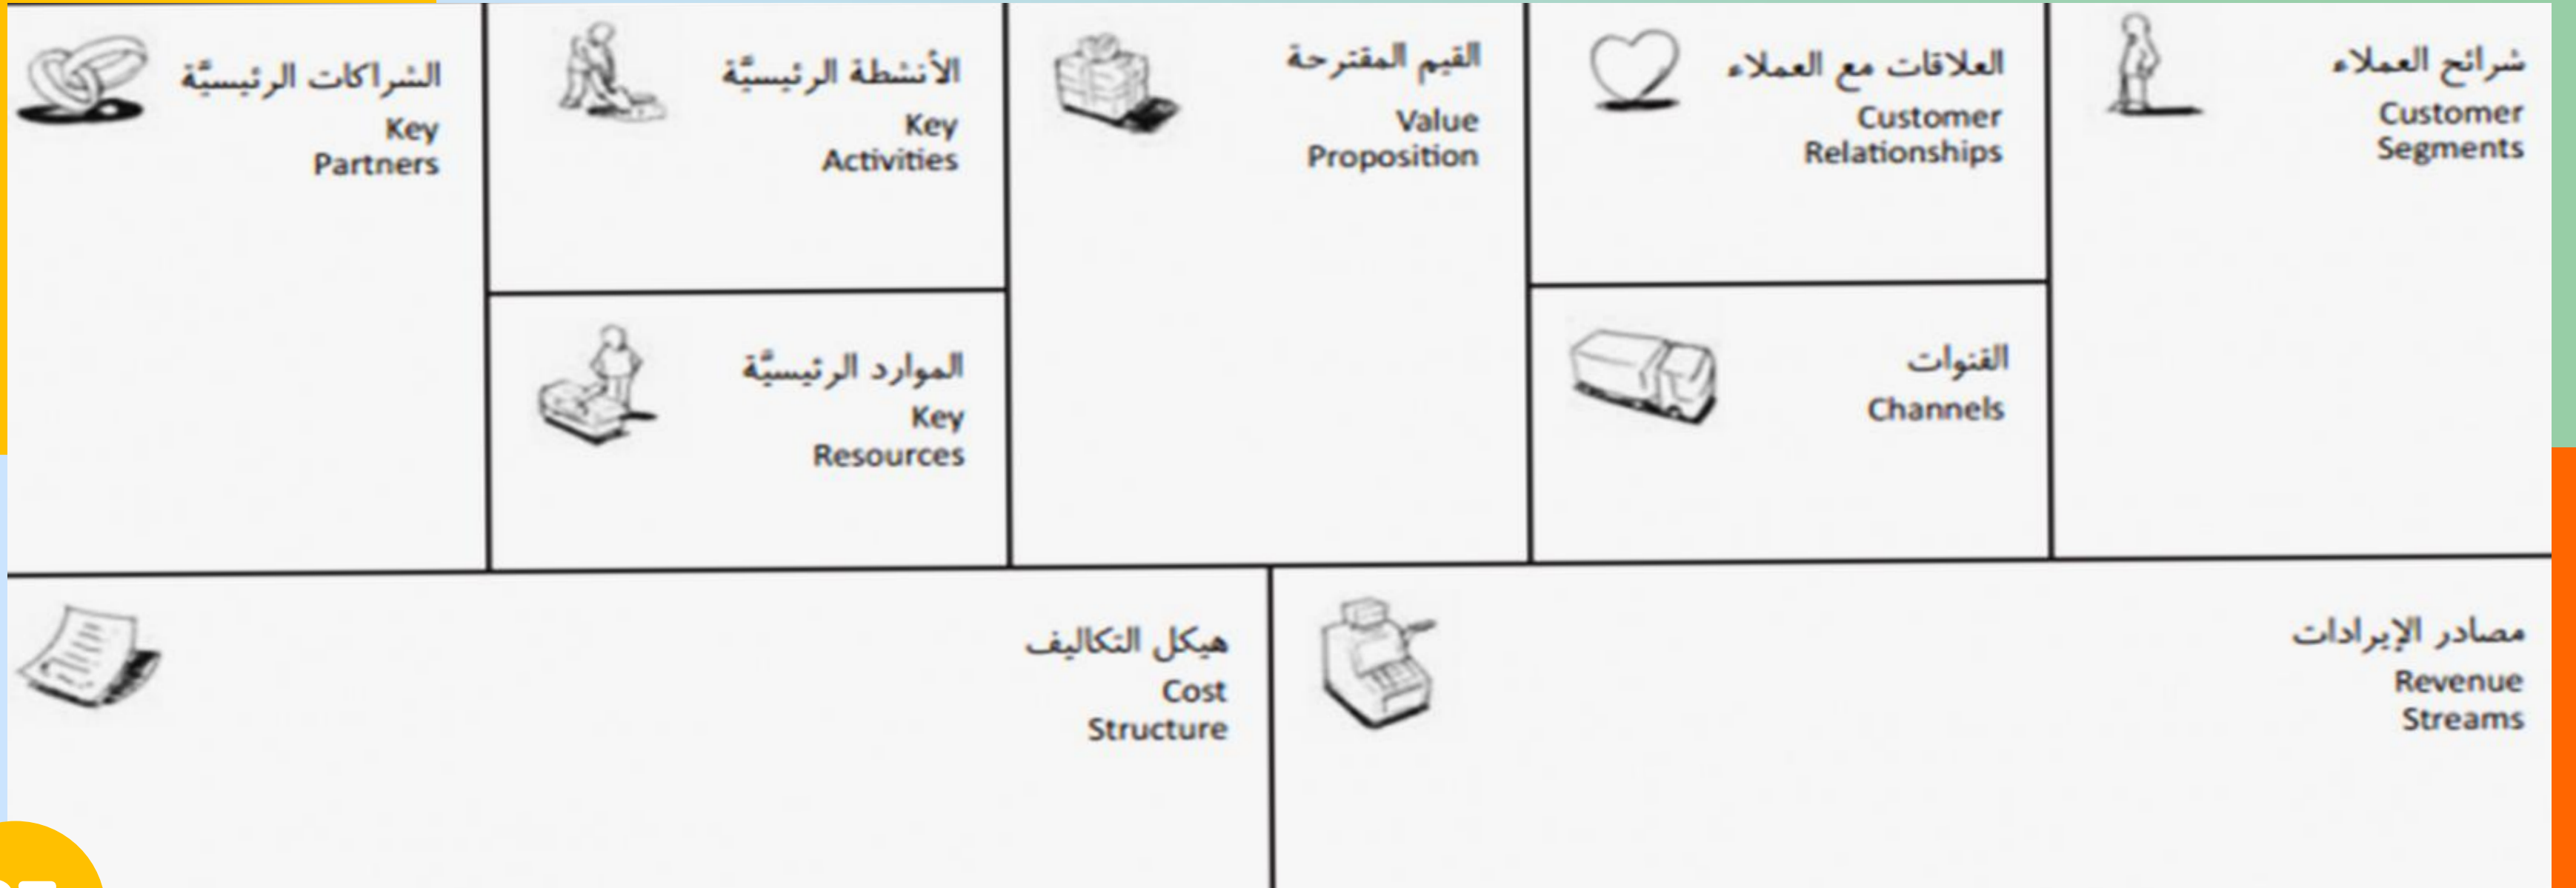 الشراكات الرئيسيَّة
Key
Partners
الأنشطة الرئيسيَّة
Key
Activities
الموارد الرئيسيَّة
Key
Resources
القيم المقترحة
Value
Proposition
العلاقات مع العملاء
Customer
Relationships
القنوات
Channels
شرائح العملاء
Customer
Segments
هيكل التكاليف
Cost
Structure
مصادر الإيرادات
Revenue
Streams